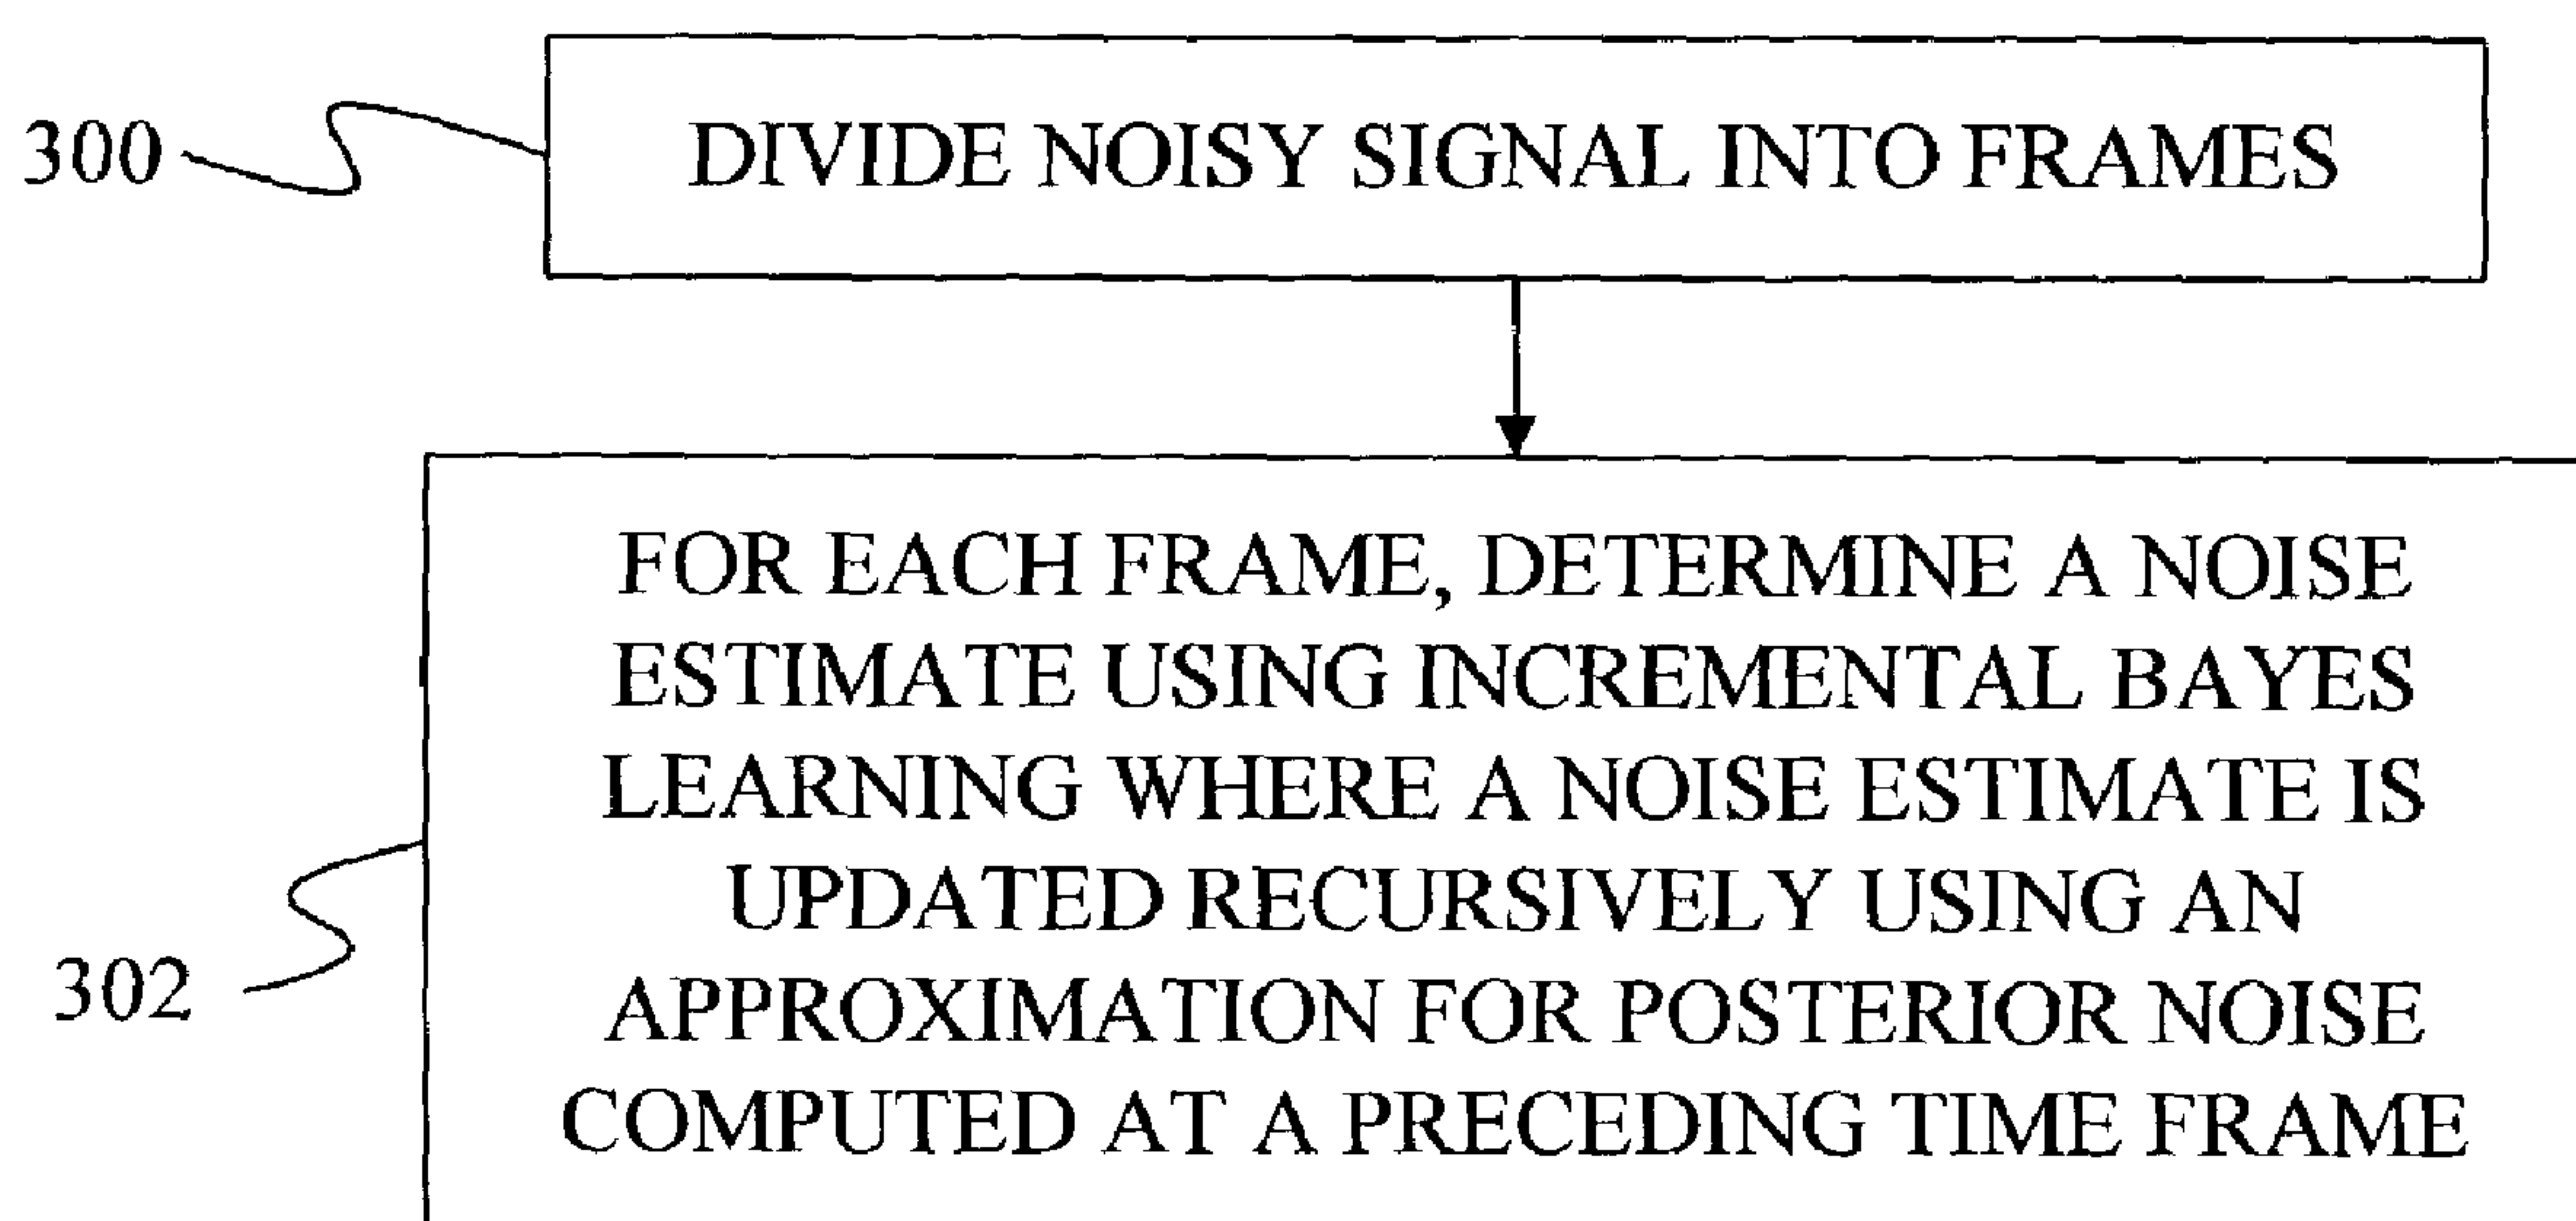 300
DIVIDE NOISY SIGNAL INTO FRAMES
FOR EACH FRAME, DETERMINE A NOISE
ESTIMATE USING INCREMENTAL BAYES
LEARNING WHERE A NOISE ESTIMATE IS
UPDATED RECURSIVELY USING AN
APPROXIMATION FOR POSTERIOR NOISE
COMPUTED AT A PRECEDING TIME FRAME
302